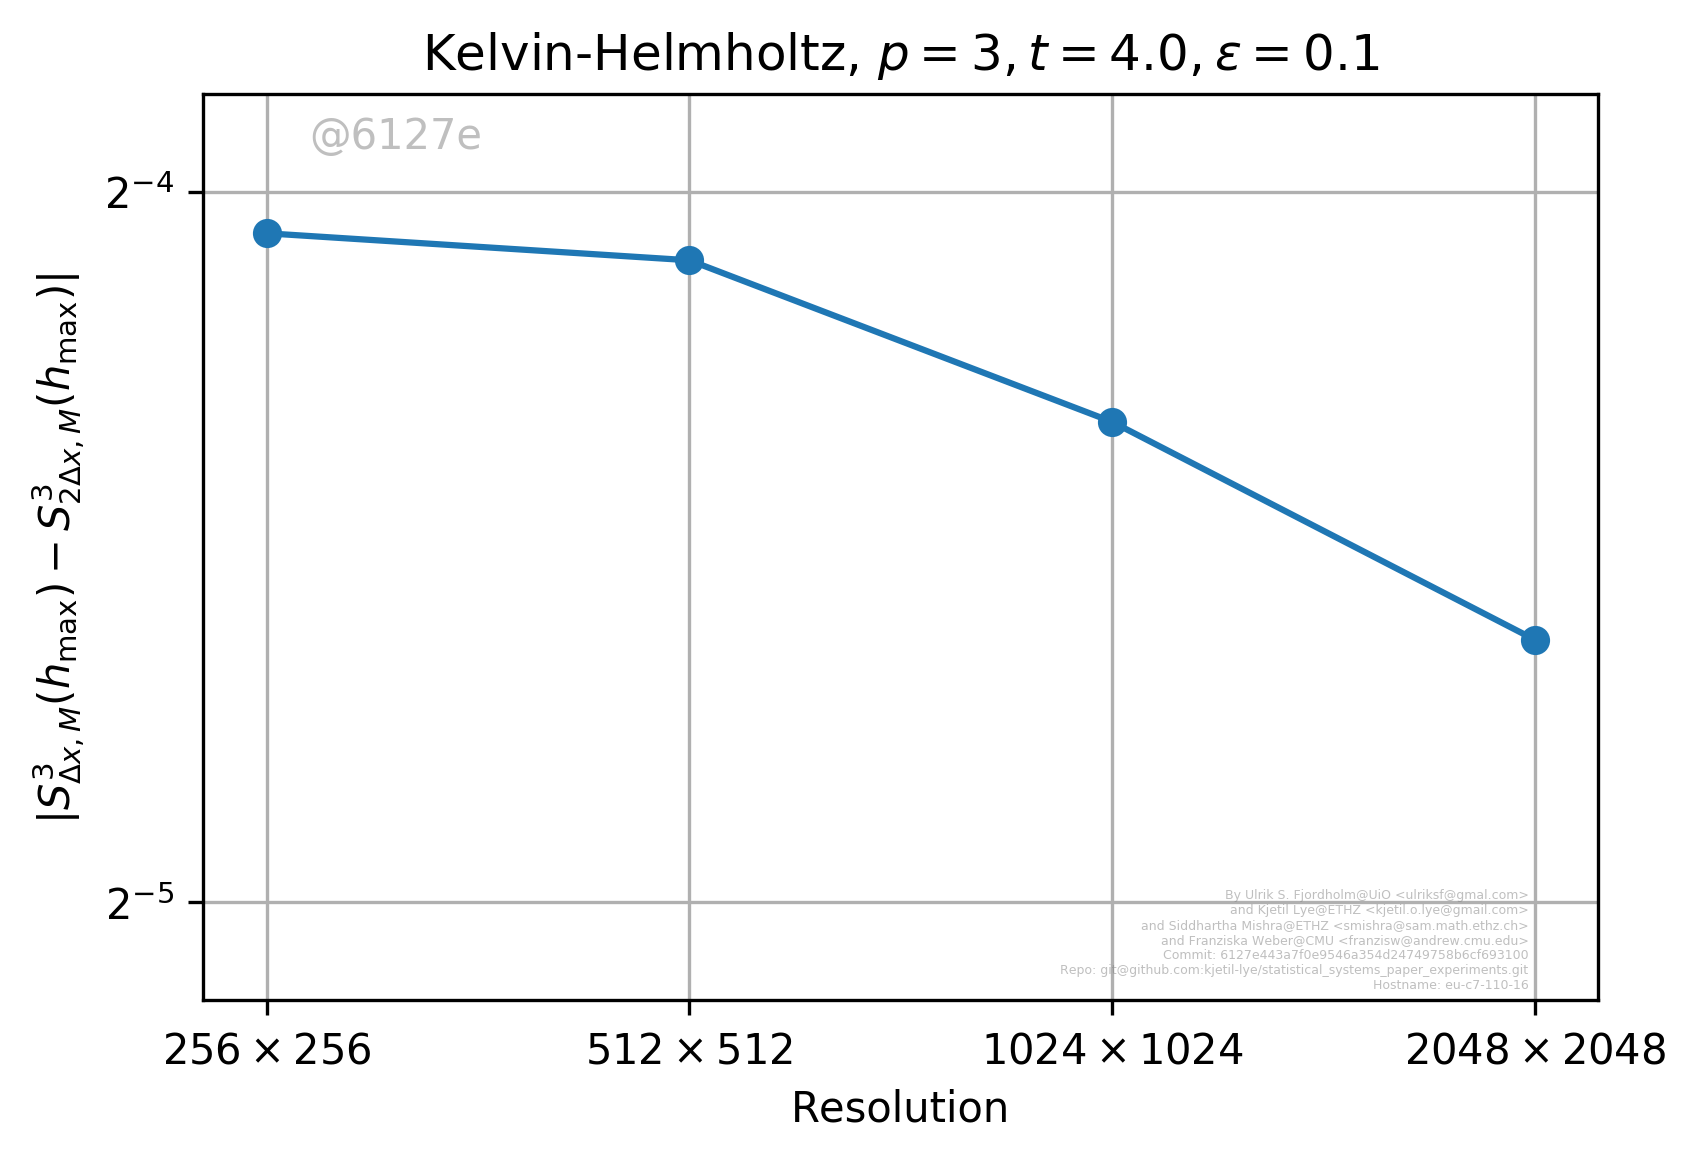 Kelvin-Helmholtz, p = 3, t = 4.0, ε = 0.1
@6127e
2⁻⁴
|S³_{Δx, M}(h_max) − S³_{2Δx, M}(h_max)|
2⁻⁵
By Ulrik S. Fjordholm@UiO <ulriksf@gmal.com>
and Kjetil Lye@ETHZ <kjetil.o.lye@gmail.com>
and Siddhartha Mishra@ETHZ <smishra@sam.math.ethz.ch>
and Franziska Weber@CMU <franzisw@andrew.cmu.edu>
Commit: 6127e443a7f0e9546a354d24749758b6cf693100
Repo: git@github.com:kjetil-lye/statistical_systems_paper_experiments.git
Hostname: eu-c7-110-16
256 × 256 512 × 512 1024 × 1024 2048 × 2048
Resolution